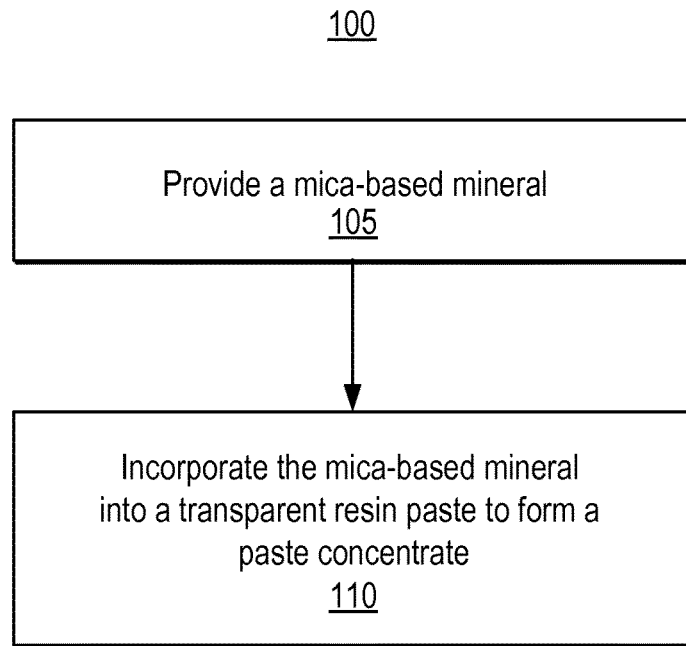 100
Provide a mica-based mineral
105
Incorporate the mica-based mineral
into a transparent resin paste to form a
paste concentrate
110